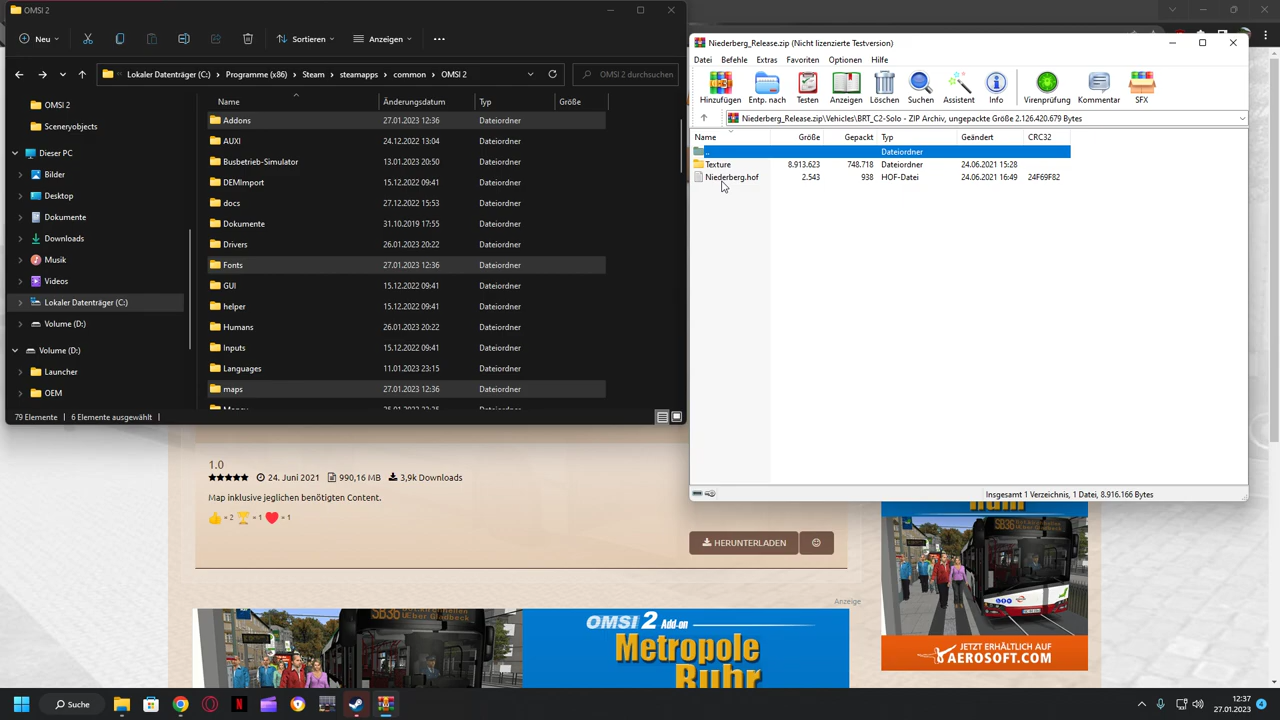 OMSI 2
Neu
Sortieren
Anzeigen
Lokaler Datenträger (C:) > Programme (x86) > Steam > steamapps > common > OMSI 2
OMSI 2 durchsuchen
OMSI 2
Sceneryobjects
Dieser PC
Bilder
Desktop
Dokumente
Downloads
Musik
Videos
Lokaler Datenträger (C:)
Volume (D:)
Volume (D:)
Launcher
OEM
Name Änderungsdatum Typ Größe
Addons 27.01.2023 12:36 Dateiordner
AUXI 24.12.2022 13:44 Dateiordner
Busbetrieb-Simulator 13.12.2023 20:50 Dateiordner
DEMImport 15.12.2022 09:41 Dateiordner
docs 27.12.2022 15:53 Dateiordner
Dokumente 31.10.2019 17:55 Dateiordner
Drivers 26.01.2023 20:22 Dateiordner
Fonts 27.01.2023 12:36 Dateiordner
GUI 15.12.2022 09:41 Dateiordner
helper 15.12.2022 09:41 Dateiordner
Humans 26.01.2023 20:22 Dateiordner
Inputs 15.12.2022 09:41 Dateiordner
Languages 11.01.2023 23:15 Dateiordner
maps 27.01.2023 12:36 Dateiordner
79 Elemente 6 Elemente ausgewählt
Niederberg_Release.zip (Nicht lizenzierte Testversion)
Datei Befehle Extras Favoriten Optionen Hilfe
Hinzufügen Entp. nach Testen Anzeigen Löschen Suchen Assistent Info Virenprüfung Kommentar SFX
Niederberg_Release.zip\Vehicles\BRT_C2-Solo - ZIP Archiv, ungepackte Größe 2.126.420.679 Bytes
Name Größe Gepackt Typ Geändert CRC32
.. Dateiordner
Texture 8.913.623 748.718 Dateiordner 24.06.2021 15:28
Niederberg.hof 2.543 938 HOF-Datei 24.06.2021 16:49 24F69F82
Insgesamt 1 Verzeichnis, 1 Datei, 8.916.166 Bytes
1.0
24. Juni 2021 990,16 MB 3,9k Downloads
Map inklusive jeglichen benötigten Content.
= 2 = 1 = 1
HERUNTERLADEN
Anzeige
SB36
OMSI 2 Add-on
Metropole
Ruhr
Ruhr
SB36
JETZT ERHÄLTLICH AUF
AEROSOFT.COM
Suche
12:37
27.01.2023
4